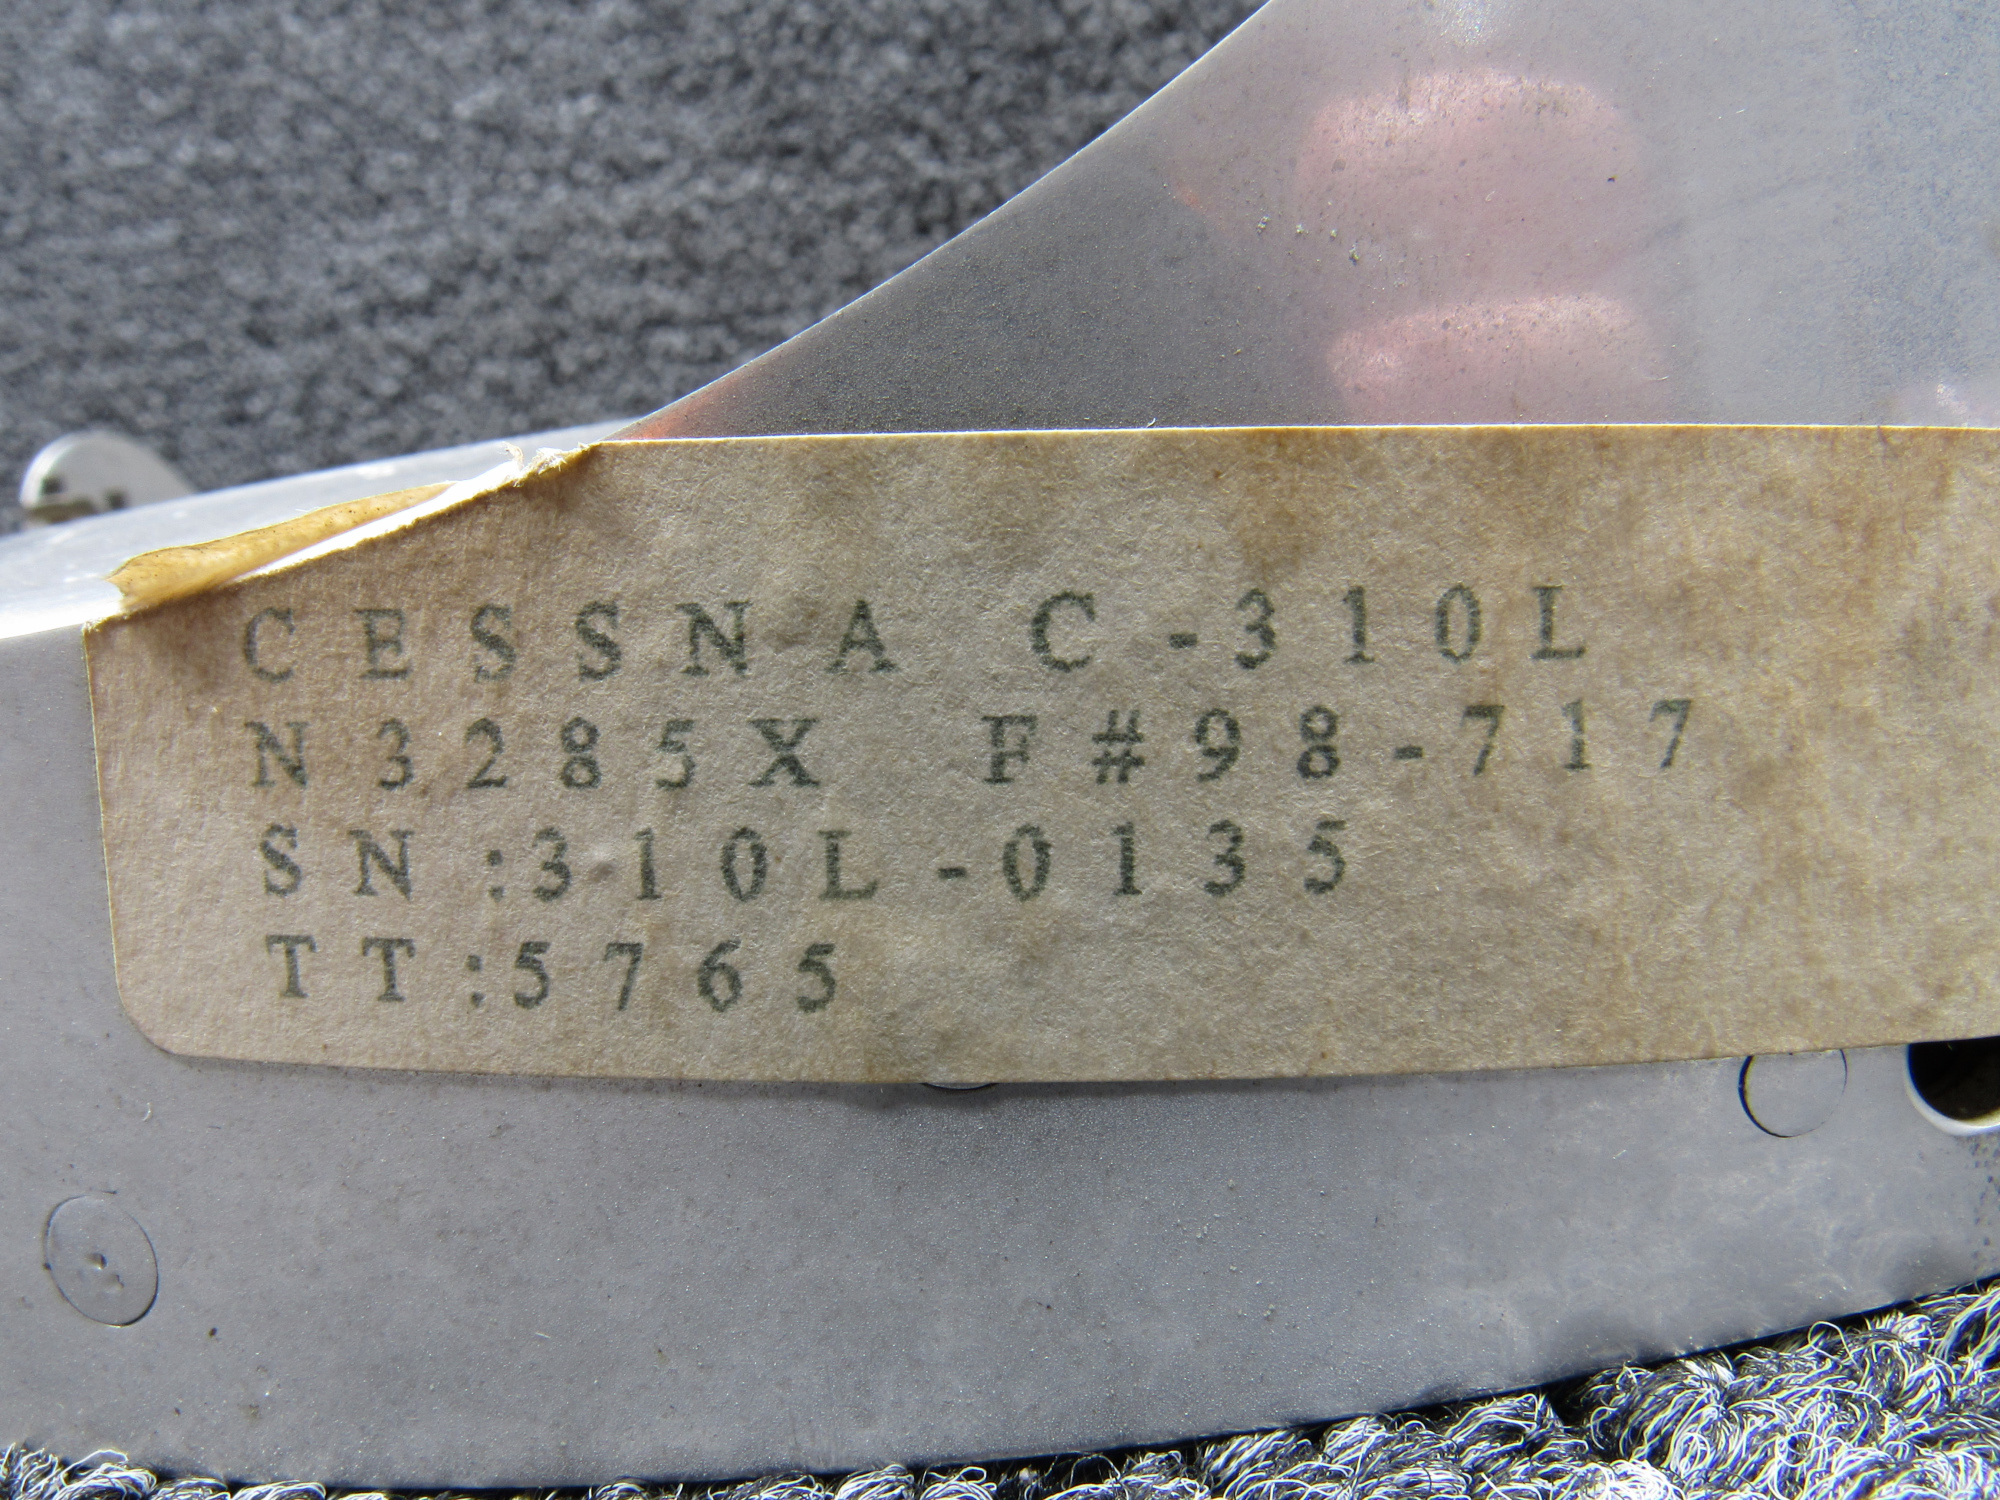 CESSNA C-310L
N3285X F#98-717
SN:310L-0135
TT:5765